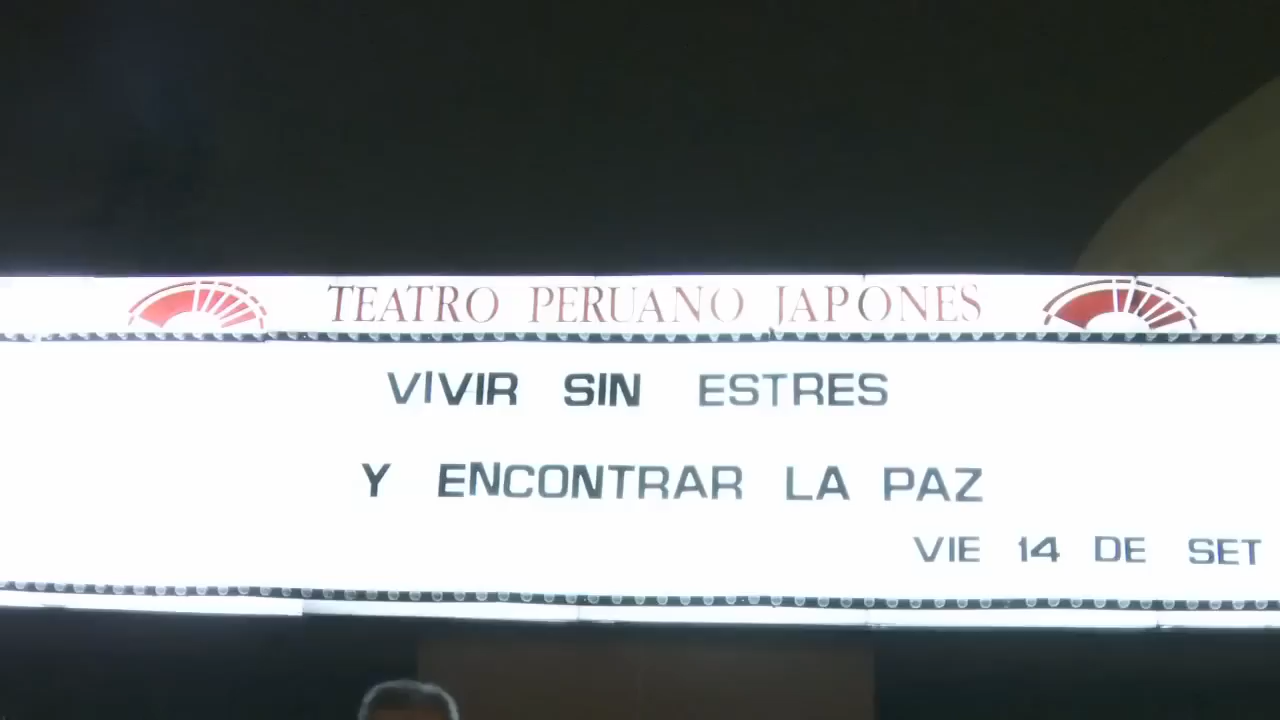 TEATRO PERUANO JAPONES
VIVIR SIN ESTRES
Y ENCONTRAR LA PAZ
VIE 14 DE SET